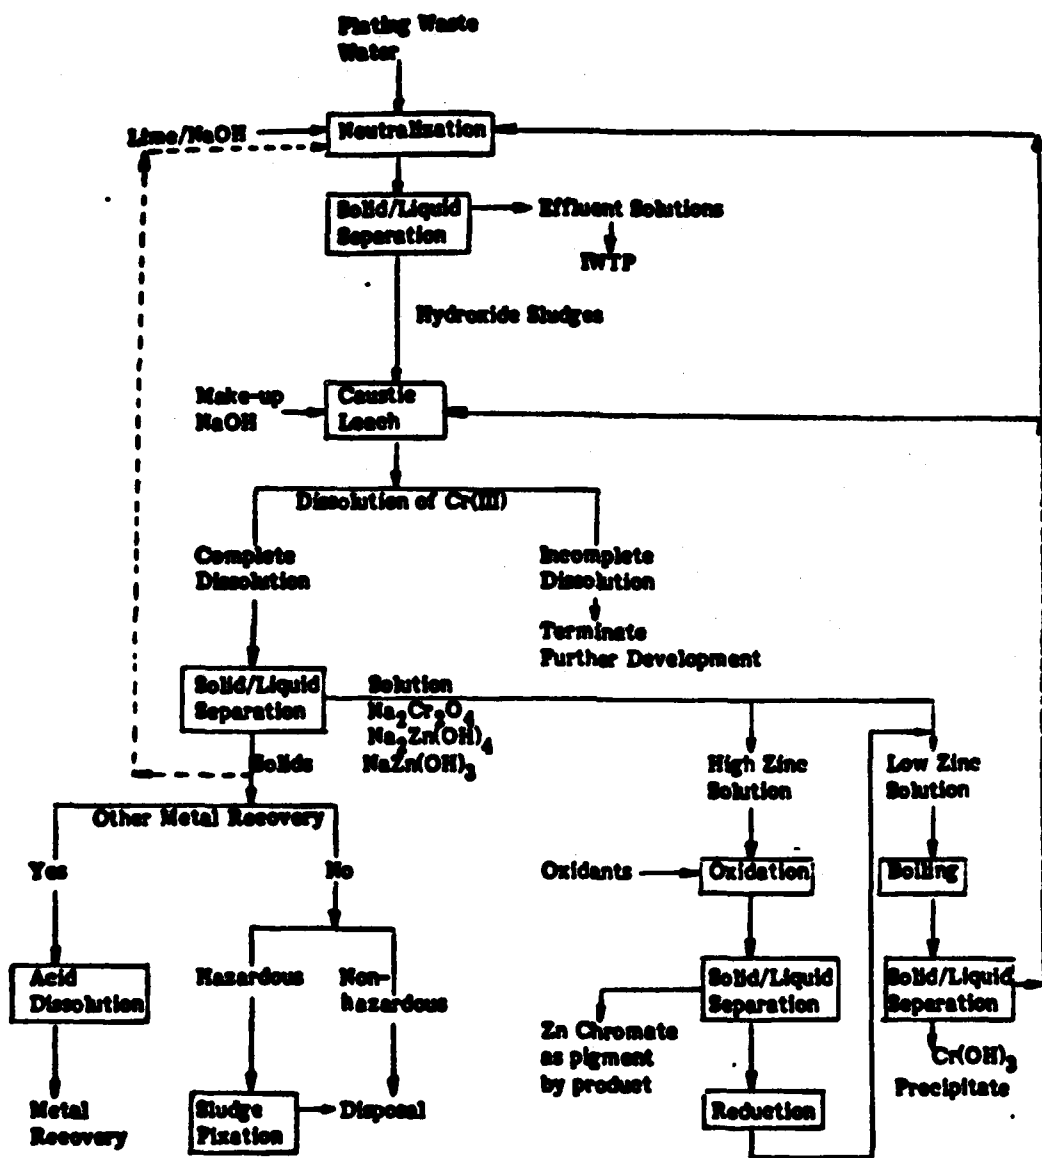 Plating Waste
Water
Lime/NaOH
Neutralization
Solid/Liquid
Separation
Effluent Solutions
IWTP
Hydroxide Sludges
Make-up
NaOH
Caustic
Leach
Dissolution of Cr(III)
Complete
Dissolution
Incomplete
Dissolution
Terminate
Further Development
Solid/Liquid
Separation
Solution
Na2Cr2O4
Na2Zn(OH)4
NaZn(OH)3
Solids
High Zinc
Solution
Low Zinc
Solution
Other Metal Recovery
Yes
No
Oxidants
Oxidation
Boiling
Acid
Dissolution
Hazardous
Non-
hazardous
Solid/Liquid
Separation
Solid/Liquid
Separation
Zn Chromate
as pigment
by product
Cr(OH)3
Precipitate
Metal
Recovery
Sludge
Fixation
Disposal
Reduction